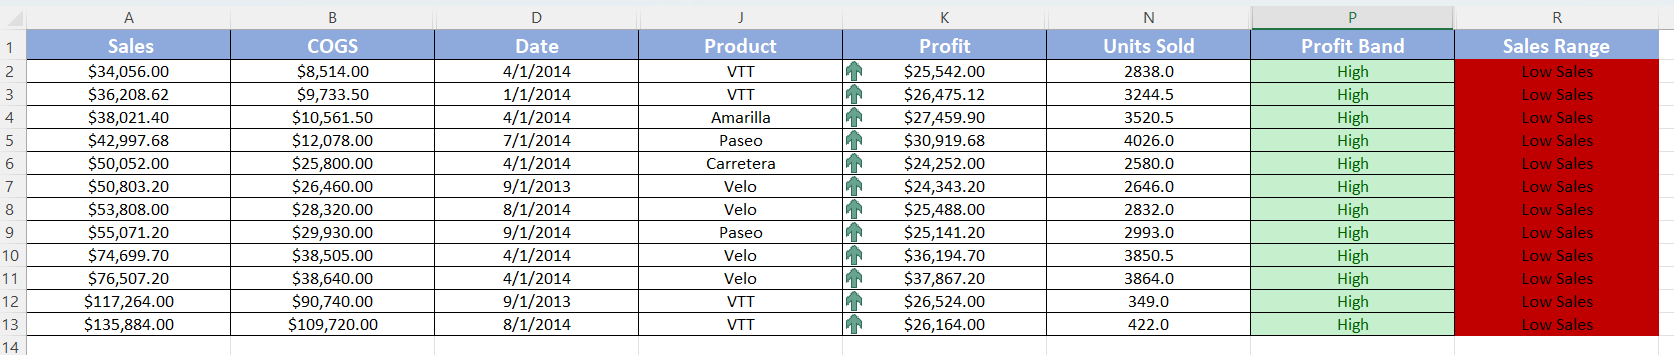 A B D J K N P R
1 Sales COGS Date Product Profit Units Sold Profit Band Sales Range
2 $34,056.00 $8,514.00 4/1/2014 VTT $25,542.00 2838.0 High Low Sales
3 $36,208.62 $9,733.50 1/1/2014 VTT $26,475.12 3244.5 High Low Sales
4 $38,021.40 $10,561.50 4/1/2014 Amarilla $27,459.90 3520.5 High Low Sales
5 $42,997.68 $12,078.00 7/1/2014 Paseo $30,919.68 4026.0 High Low Sales
6 $50,052.00 $25,800.00 4/1/2014 Carretera $24,252.00 2580.0 High Low Sales
7 $50,803.20 $26,460.00 9/1/2013 Velo $24,343.20 2646.0 High Low Sales
8 $53,808.00 $28,320.00 8/1/2014 Velo $25,488.00 2832.0 High Low Sales
9 $55,071.20 $29,930.00 9/1/2014 Paseo $25,141.20 2993.0 High Low Sales
10 $74,699.70 $38,505.00 4/1/2014 Velo $36,194.70 3850.5 High Low Sales
11 $76,507.20 $38,640.00 4/1/2014 Velo $37,867.20 3864.0 High Low Sales
12 $117,264.00 $90,740.00 9/1/2013 VTT $26,524.00 349.0 High Low Sales
13 $135,884.00 $109,720.00 8/1/2014 VTT $26,164.00 422.0 High Low Sales
14